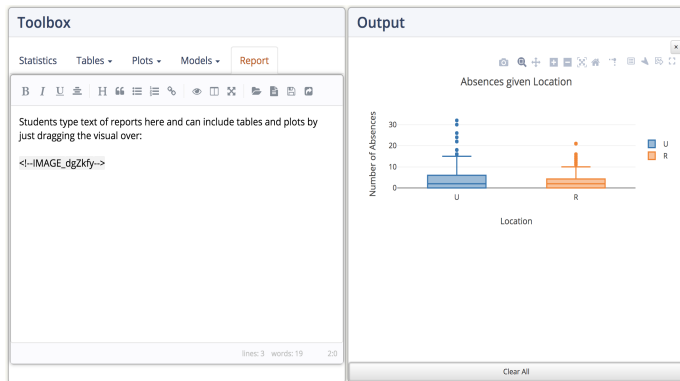 Toolbox
Statistics Tables Plots Models Report
B I U H
Students type text of reports here and can include tables and plots by
just dragging the visual over:
<!--IMAGE_dgZkfy-->
lines: 3 words: 19 2:0
Output
×
Absences given Location
Number of Absences
30
20
10
0
U R
Location
U
R
Clear All